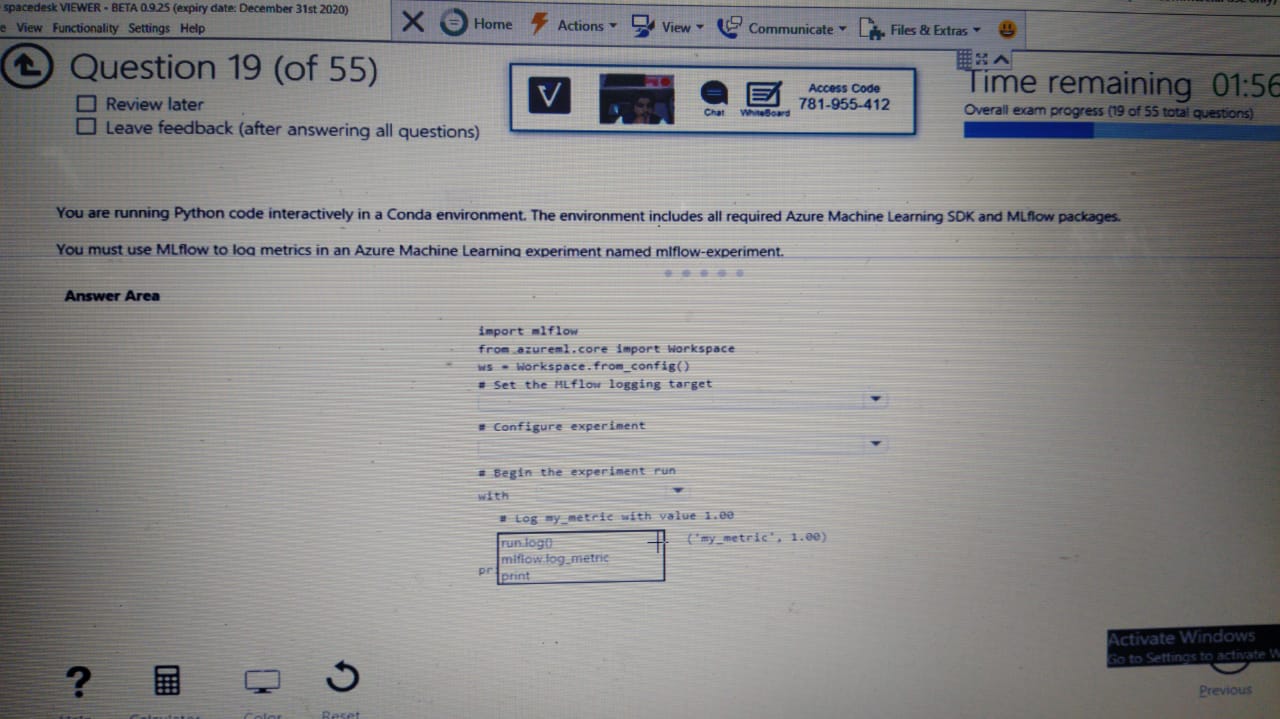 spacedesk VIEWER - BETA 0.9.25 (expiry date: December 31st 2020)
View Functionality Settings Help
Home Actions View Communicate Files & Extras
Question 19 (of 55)
Review later
Leave feedback (after answering all questions)
Chat WhiteBoard
Access Code
781-955-412
Time remaining 01:56
Overall exam progress (19 of 55 total questions)
You are running Python code interactively in a Conda environment. The environment includes all required Azure Machine Learning SDK and MLflow packages.
You must use MLflow to log metrics in an Azure Machine Learning experiment named mlflow-experiment.
Answer Area
import mlflow
from azureml.core import Workspace
ws = Workspace.from_config()
# Set the MLflow logging target
# Configure experiment
# Begin the experiment run
with
# Log my_metric with value 1.00
run.log()
('my_metric', 1.00)
mlflow.log_metric
pr
print
Activate Windows
Go to Settings to activate W
Previous
Help Calculator Color Reset